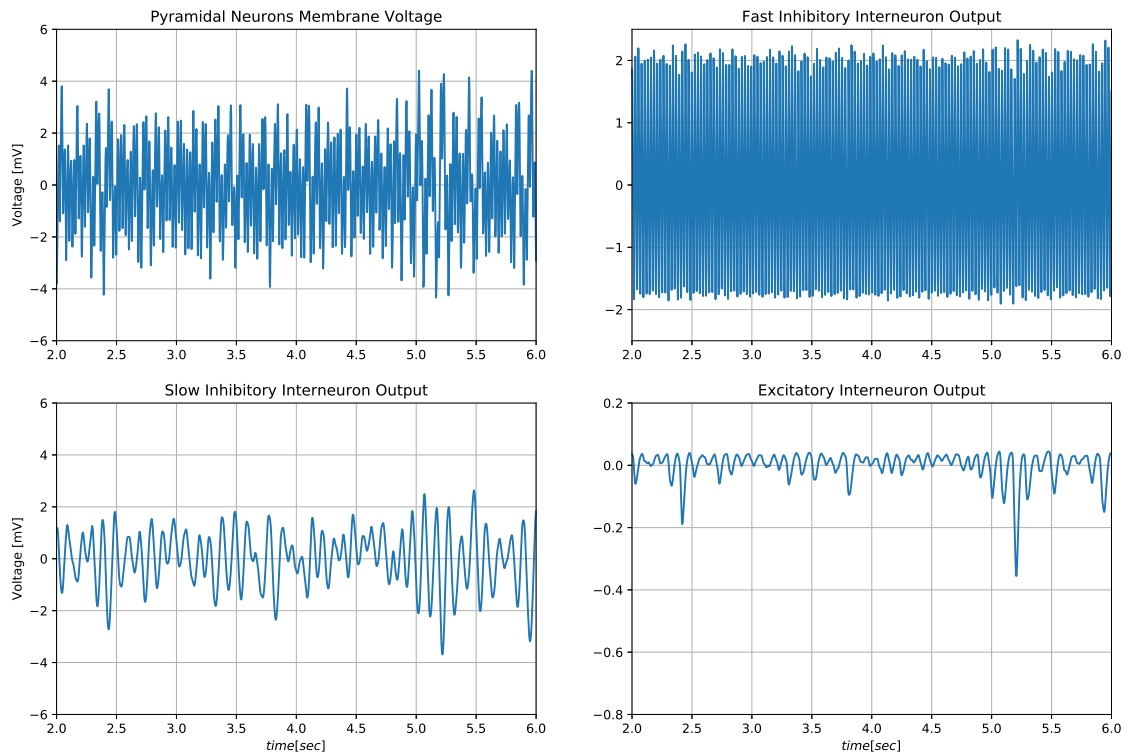 Pyramidal Neurons Membrane Voltage
6
4
2
0
−2
−4
−6
Voltage [mV]
2.0 2.5 3.0 3.5 4.0 4.5 5.0 5.5 6.0
Fast Inhibitory Interneuron Output
2
1
0
−1
−2
2.0 2.5 3.0 3.5 4.0 4.5 5.0 5.5 6.0
Slow Inhibitory Interneuron Output
6
4
2
0
−2
−4
−6
Voltage [mV]
2.0 2.5 3.0 3.5 4.0 4.5 5.0 5.5 6.0
time[sec]
Excitatory Interneuron Output
0.2
0.0
−0.2
−0.4
−0.6
−0.8
2.0 2.5 3.0 3.5 4.0 4.5 5.0 5.5 6.0
time[sec]